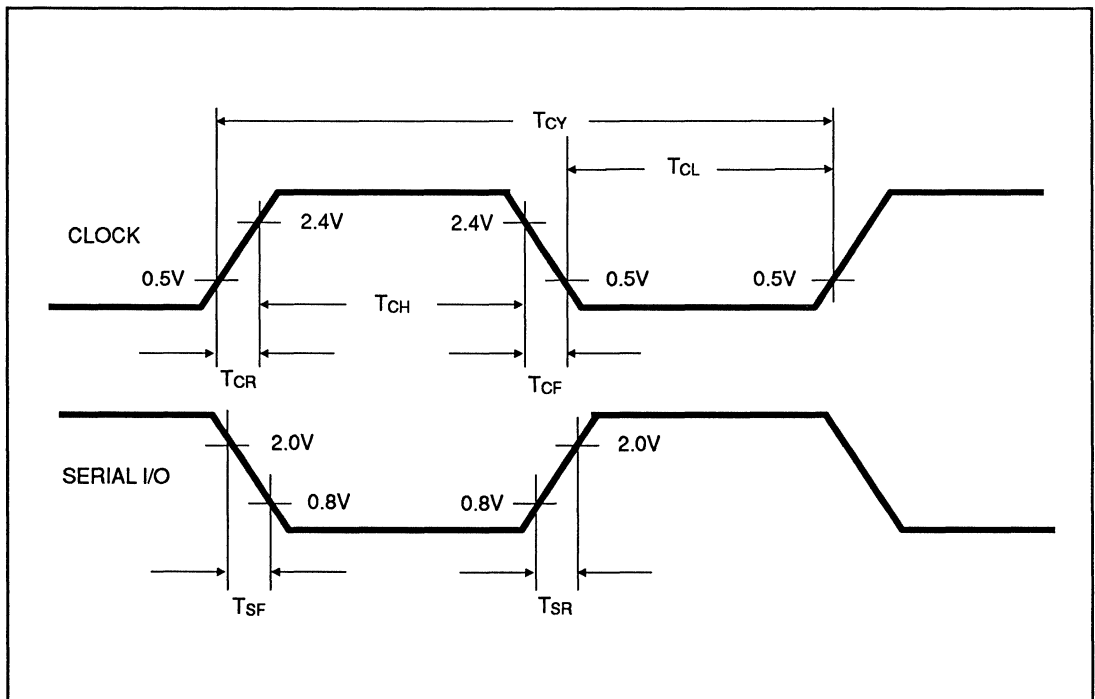 TCY
TCL
CLOCK
2.4V
2.4V
0.5V
0.5V
0.5V
TCH
TCR
TCF
SERIAL I/O
2.0V
2.0V
0.8V
0.8V
TSF
TSR